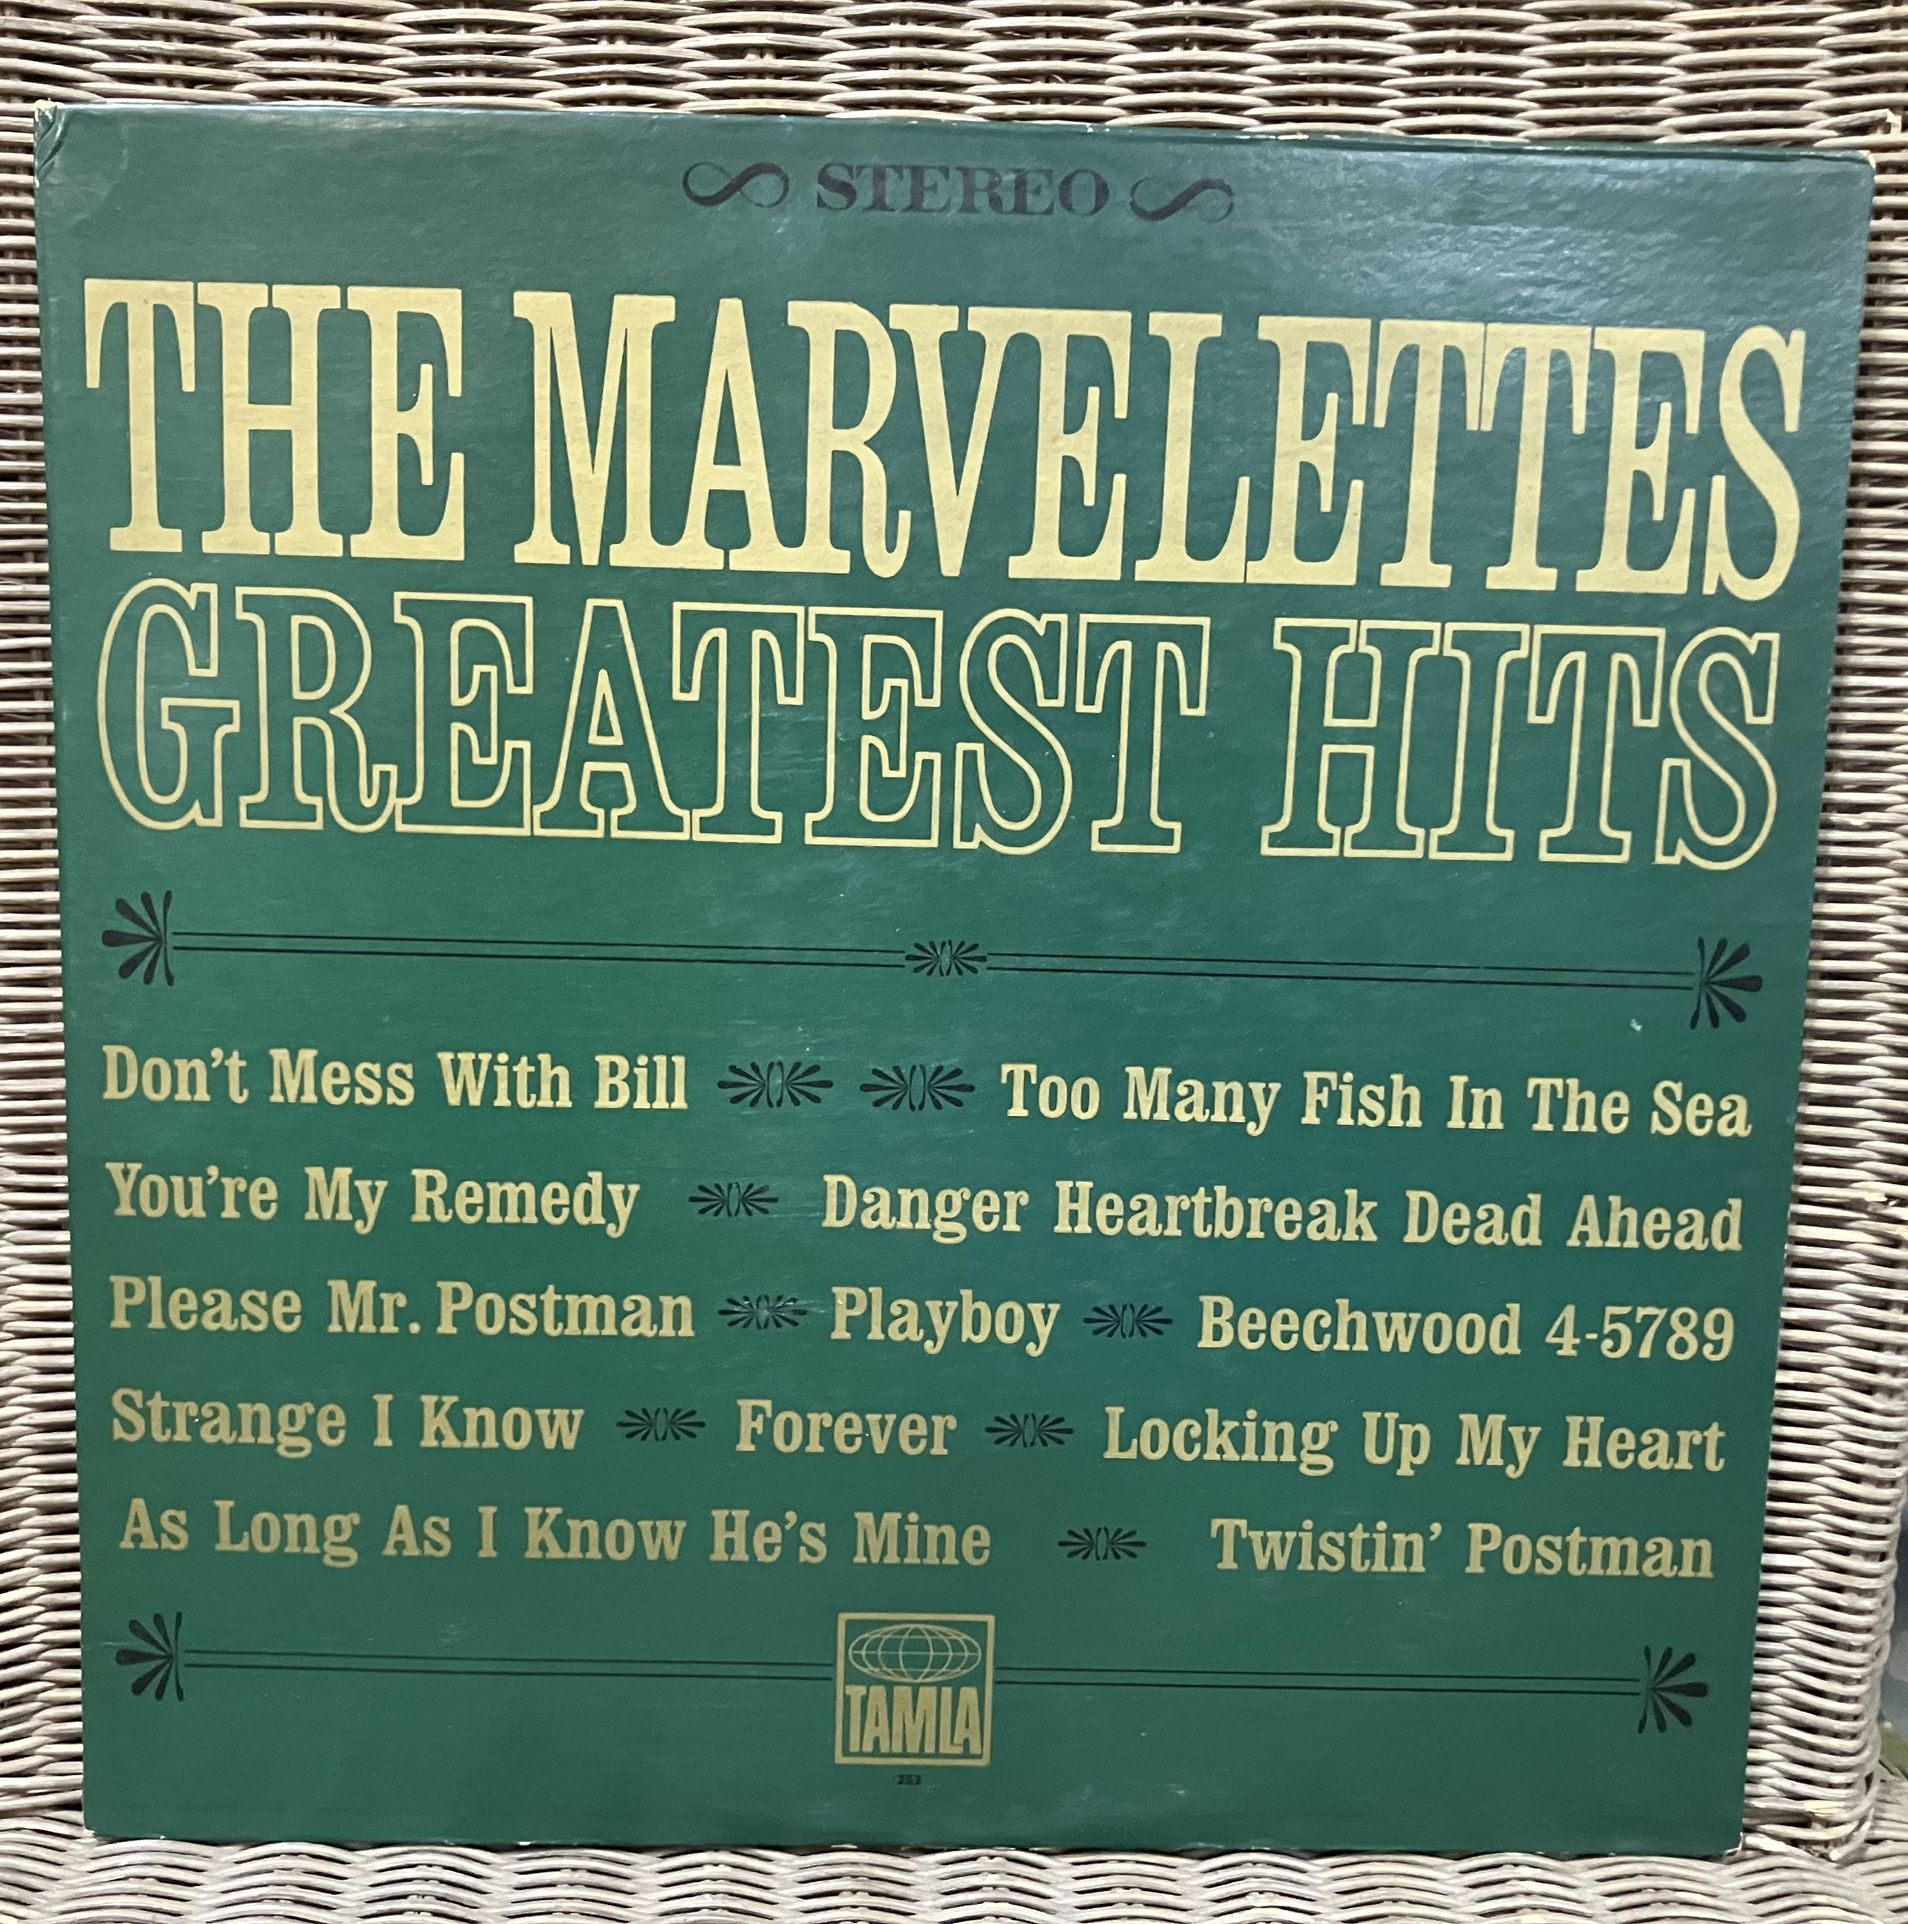 STEREO
THE MARVELETTES
GREATEST HITS
Don't Mess With Bill Too Many Fish In The Sea
You're My Remedy Danger Heartbreak Dead Ahead
Please Mr. Postman Playboy Beechwood 4-5789
Strange I Know Forever Locking Up My Heart
As Long As I Know He's Mine Twistin' Postman
TAMLA
253